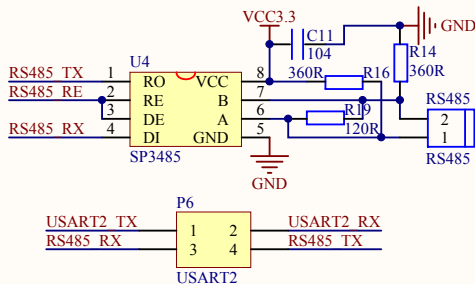 VCC3.3
C11
104
GND
R14
360R
360R
R16
U4
RS485_TX
1
RO
VCC
8
RS485_RE
2
RE
B
7
3
DE
A
6
RS485_RX
4
DI
GND
5
SP3485
R19
120R
RS485
2
1
RS485
GND
P6
USART2_TX
1
2
USART2_RX
RS485_RX
3
4
RS485_TX
USART2